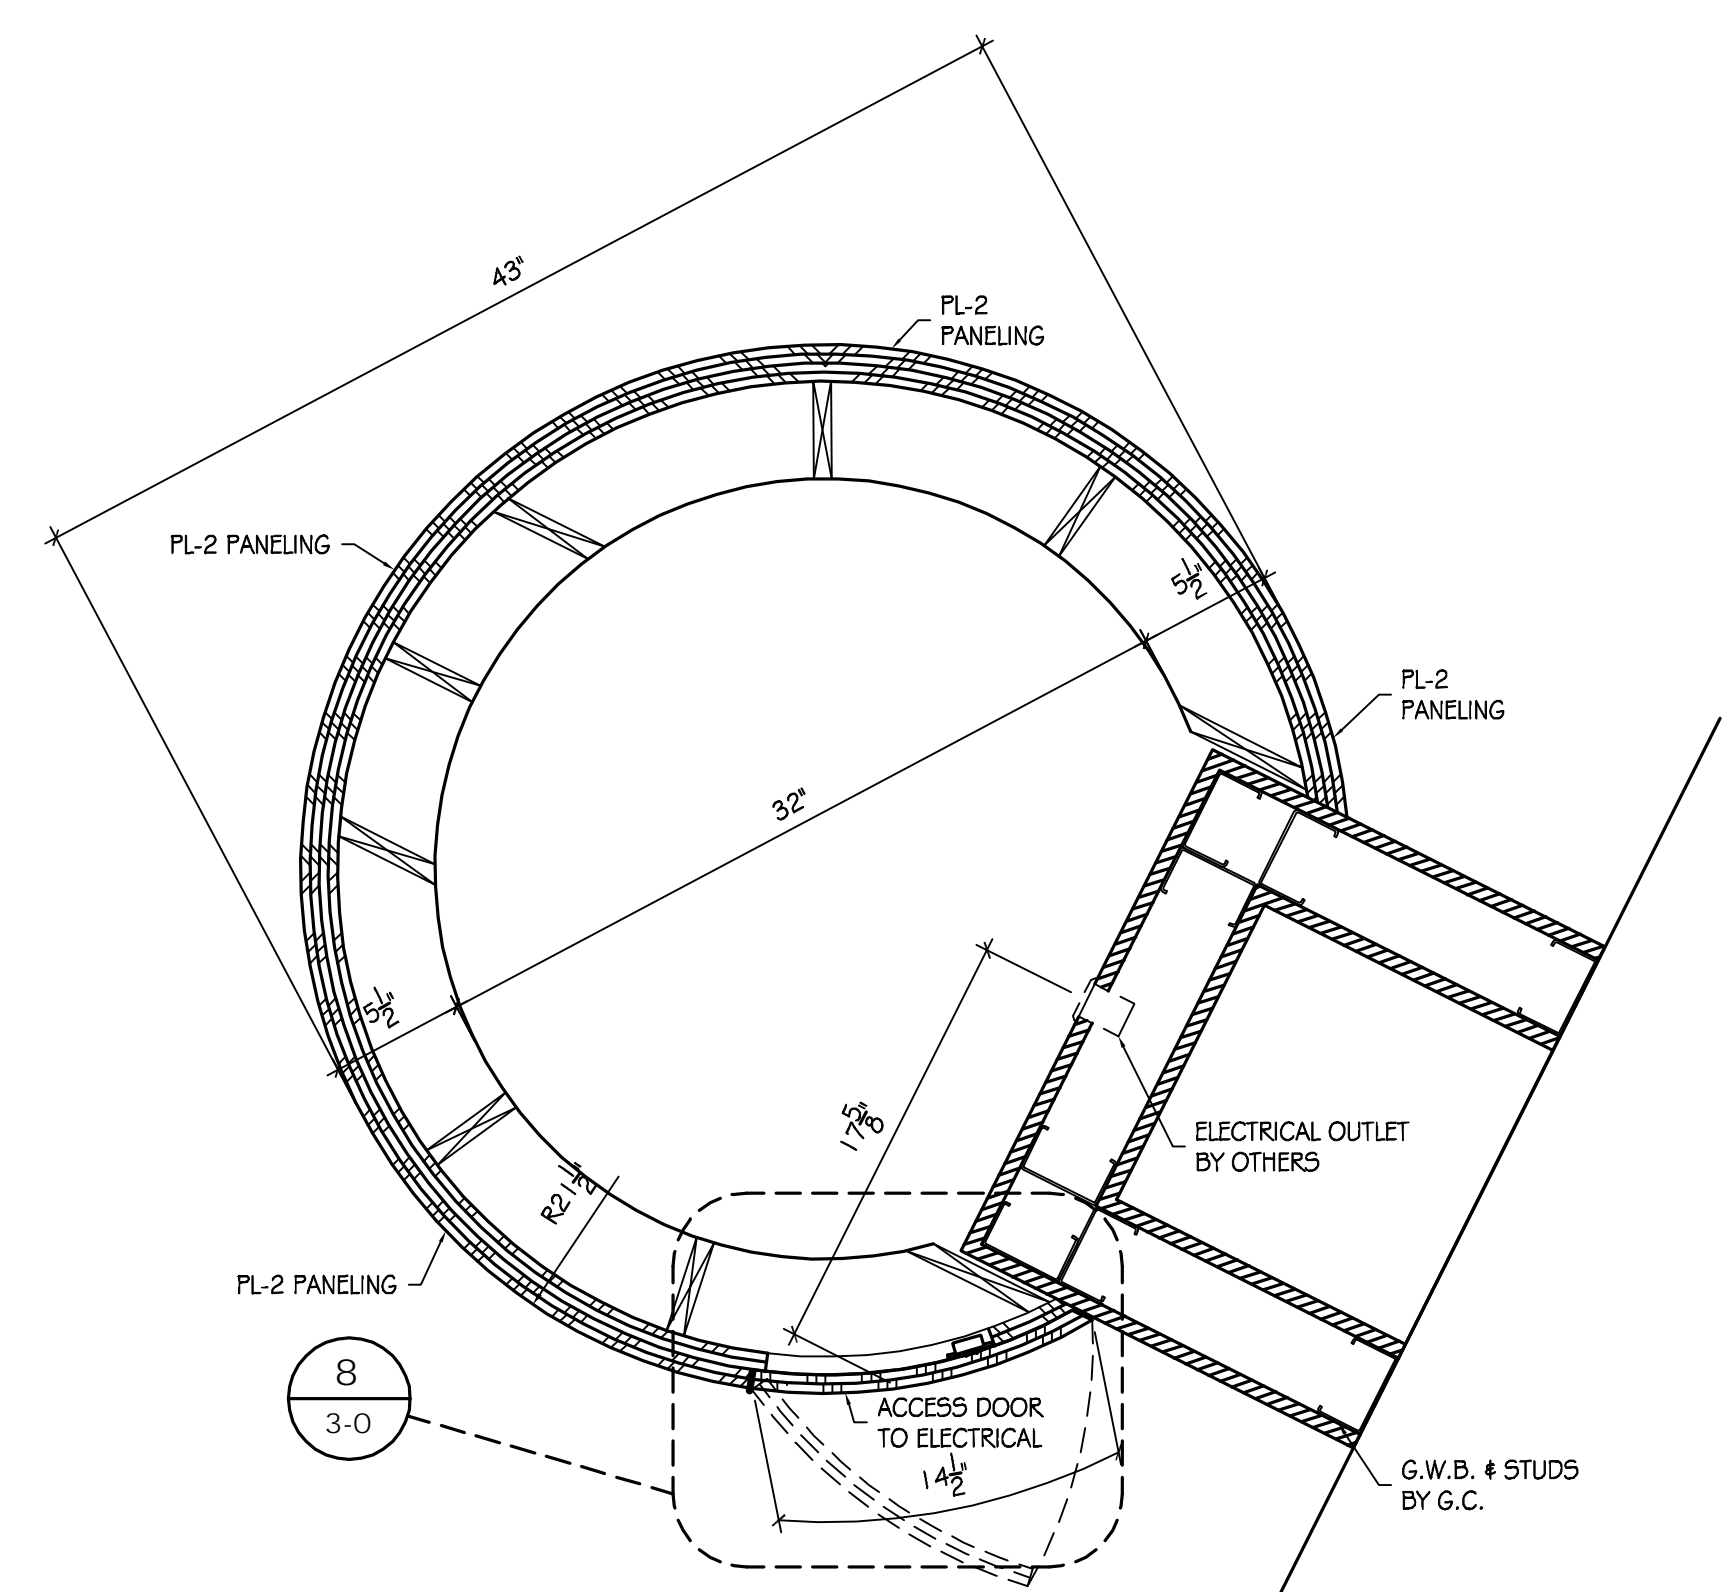 43"
PL-2
PANELING
PL-2 PANELING
5 1/2"
PL-2
PANELING
32"
5 1/2"
17 5/8"
ELECTRICAL OUTLET
BY OTHERS
R21 1/2"
PL-2 PANELING
8
3-0
ACCESS DOOR
TO ELECTRICAL
14 1/2"
G.W.B. & STUDS
BY G.C.